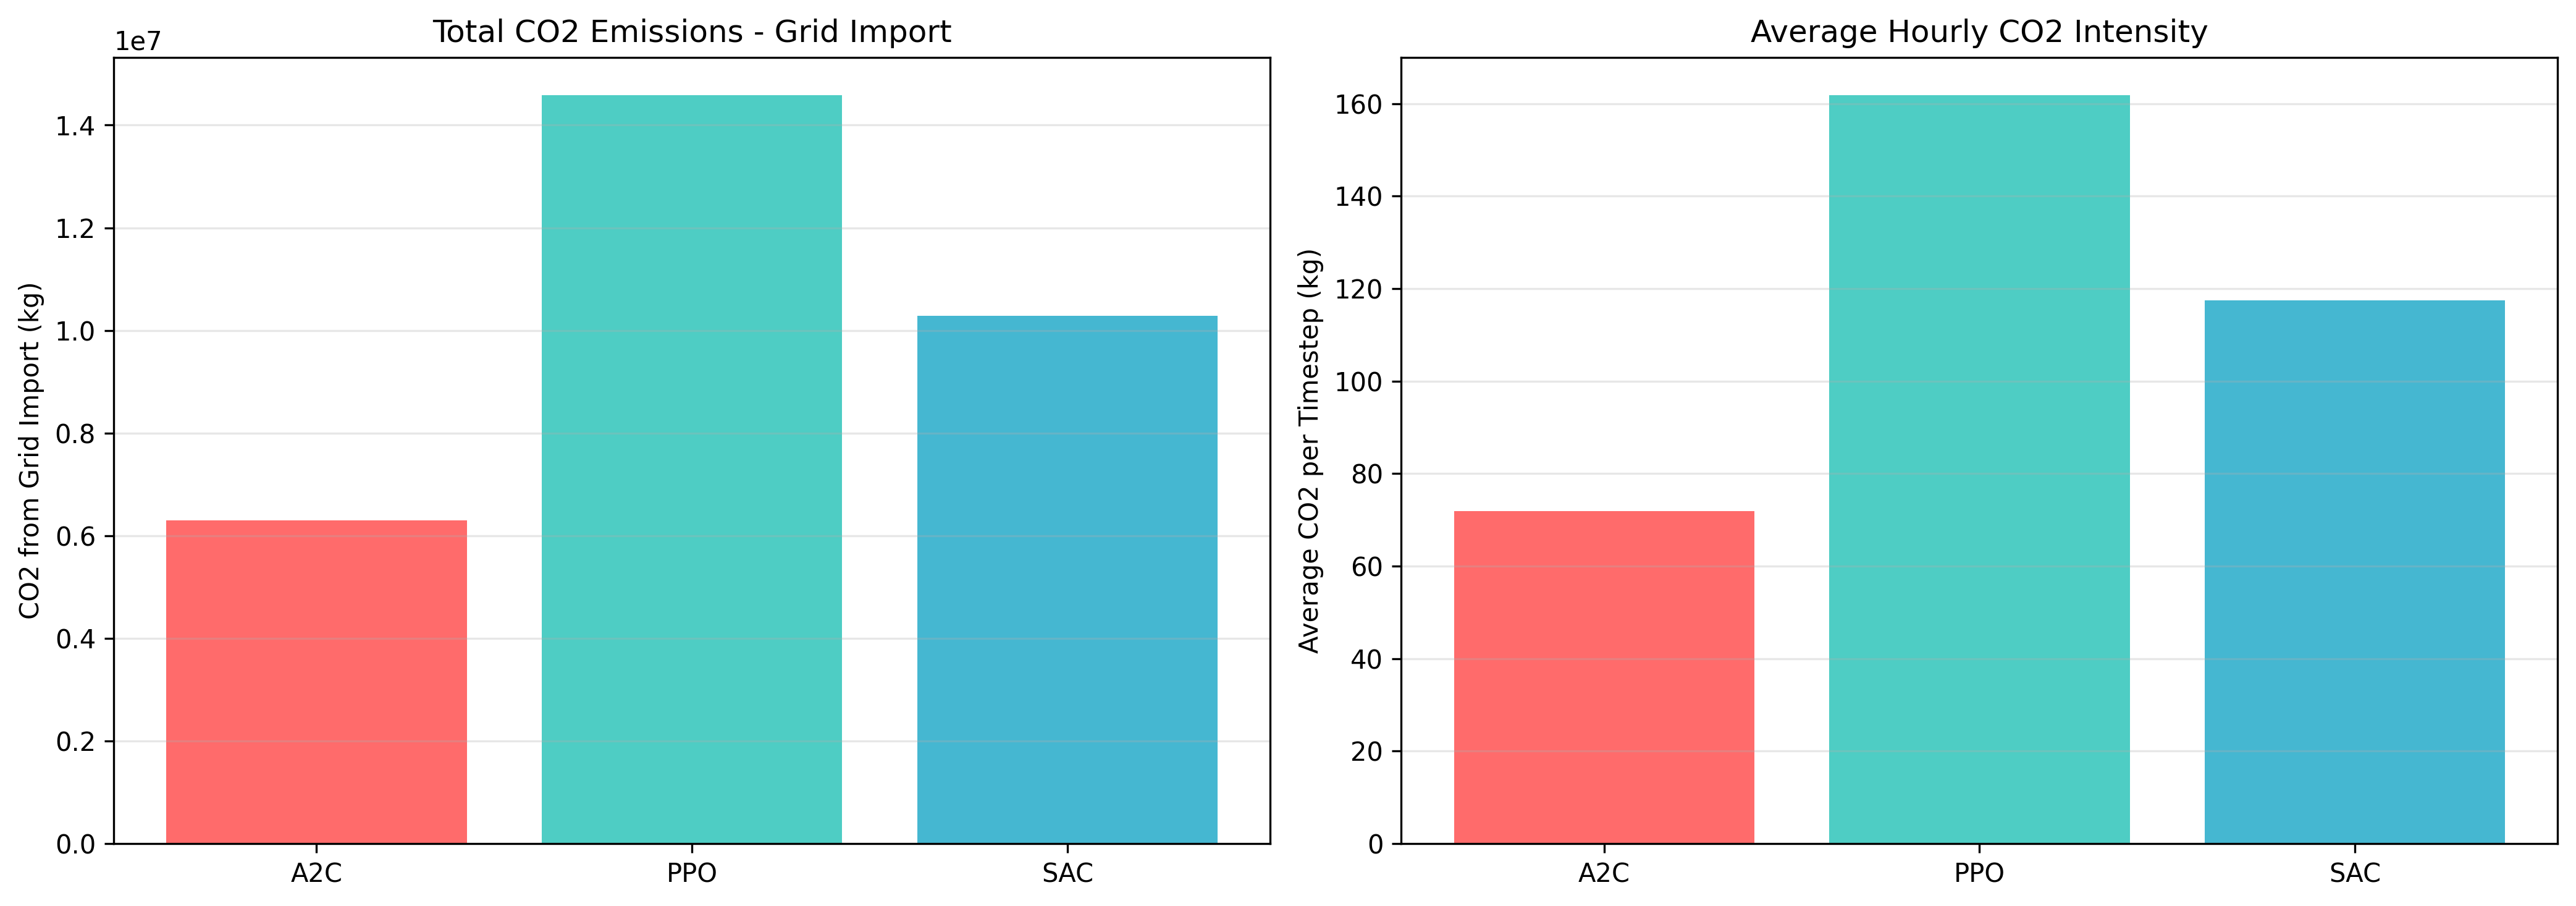 Total CO2 Emissions - Grid Import
1e7
CO2 from Grid Import (kg)
1.4
1.2
1.0
0.8
0.6
0.4
0.2
0.0
A2C
PPO
SAC
Average Hourly CO2 Intensity
Average CO2 per Timestep (kg)
160
140
120
100
80
60
40
20
0
A2C
PPO
SAC